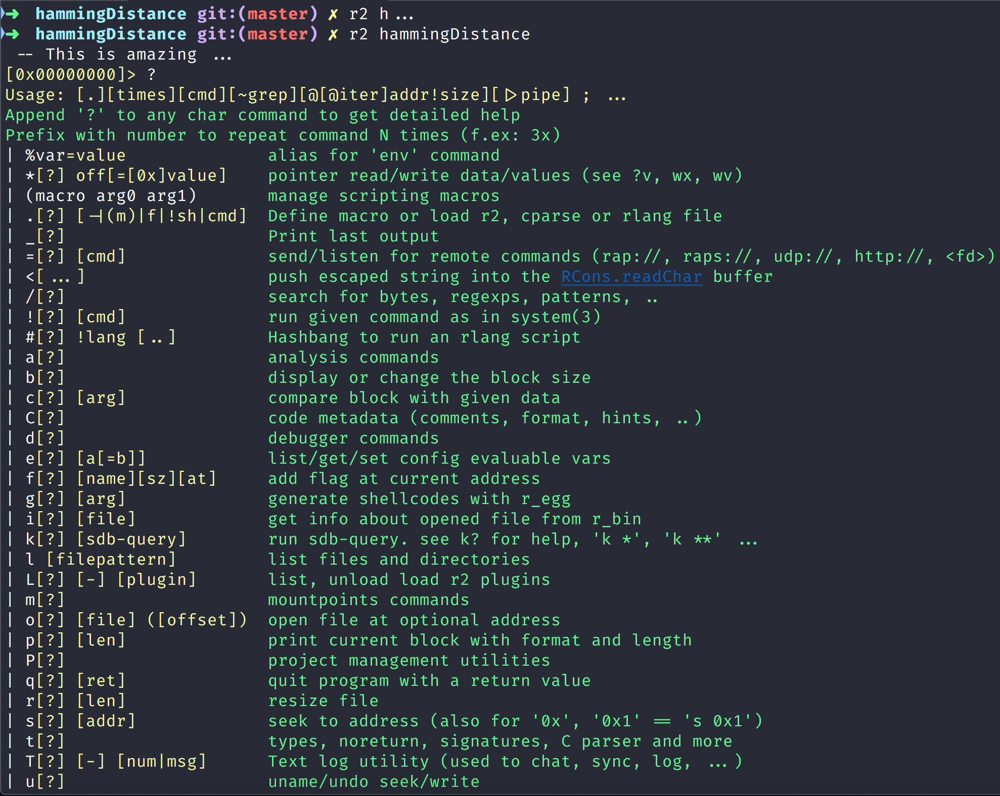 ➜ hammingDistance git:(master) ✗ r2 h...
➜ hammingDistance git:(master) ✗ r2 hammingDistance
 -- This is amazing ...
[0x00000000]> ?
Usage: [.][times][cmd][~grep][@[@iter]addr!size][|>pipe] ; ...
Append '?' to any char command to get detailed help
Prefix with number to repeat command N times (f.ex: 3x)
| %var=value              alias for 'env' command
| *[?] off[=[0x]value]    pointer read/write data/values (see ?v, wx, wv)
| (macro arg0 arg1)       manage scripting macros
| .[?] [-|(m)|f|!sh|cmd]  Define macro or load r2, cparse or rlang file
| _[?]                    Print last output
| =[?] [cmd]              send/listen for remote commands (rap://, raps://, udp://, http://, <fd>)
| <[...]                  push escaped string into the RCons.readChar buffer
| /[?]                    search for bytes, regexps, patterns, ..
| ![?] [cmd]              run given command as in system(3)
| #[?] !lang [..]         Hashbang to run an rlang script
| a[?]                    analysis commands
| b[?]                    display or change the block size
| c[?] [arg]              compare block with given data
| C[?]                    code metadata (comments, format, hints, ..)
| d[?]                    debugger commands
| e[?] [a[=b]]            list/get/set config evaluable vars
| f[?] [name][sz][at]     add flag at current address
| g[?] [arg]              generate shellcodes with r_egg
| i[?] [file]             get info about opened file from r_bin
| k[?] [sdb-query]        run sdb-query. see k? for help, 'k *', 'k **' ...
| l [filepattern]         list files and directories
| L[?] [-] [plugin]       list, unload load r2 plugins
| m[?]                    mountpoints commands
| o[?] [file] ([offset])  open file at optional address
| p[?] [len]              print current block with format and length
| P[?]                    project management utilities
| q[?] [ret]              quit program with a return value
| r[?] [len]              resize file
| s[?] [addr]             seek to address (also for '0x', '0x1' == 's 0x1')
| t[?]                    types, noreturn, signatures, C parser and more
| T[?] [-] [num|msg]      Text log utility (used to chat, sync, log, ...)
| u[?]                    uname/undo seek/write